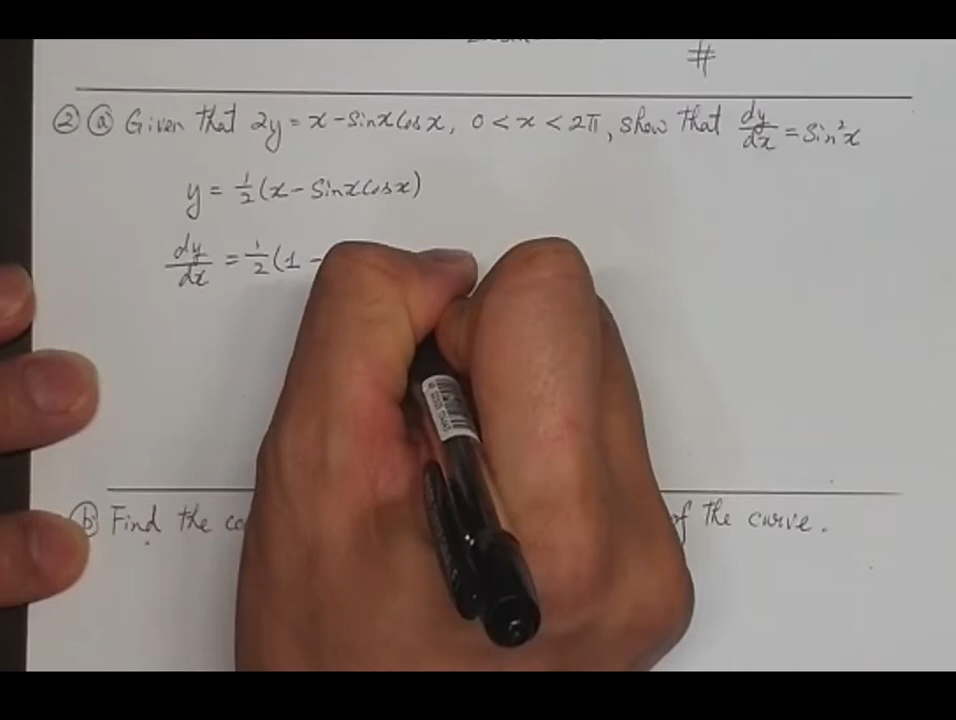 #
② ⓐ Given that 2y = x - sinx cosx, 0 < x < 2π, show that dy/dx = sin²x
y = 1/2 (x - sinx cosx)
dy/dx = 1/2 (1 -
ⓑ Find the co of the curve.